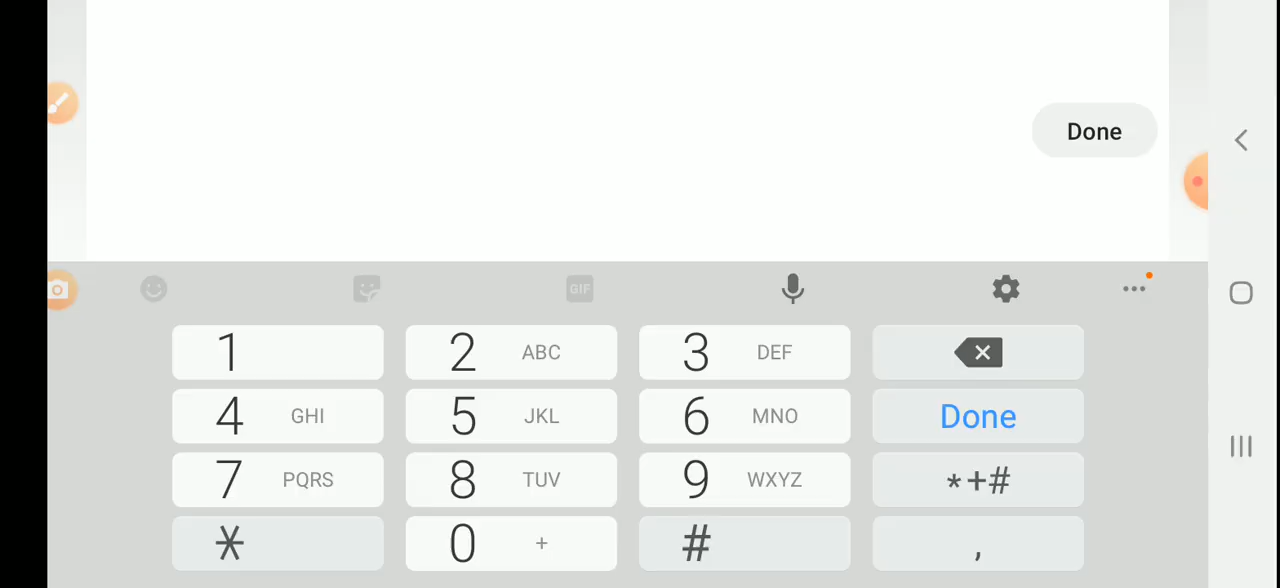 Done
GIF
1
2 ABC
3 DEF
4 GHI
5 JKL
6 MNO
Done
7 PQRS
8 TUV
9 WXYZ
*+#
*
0 +
#
,